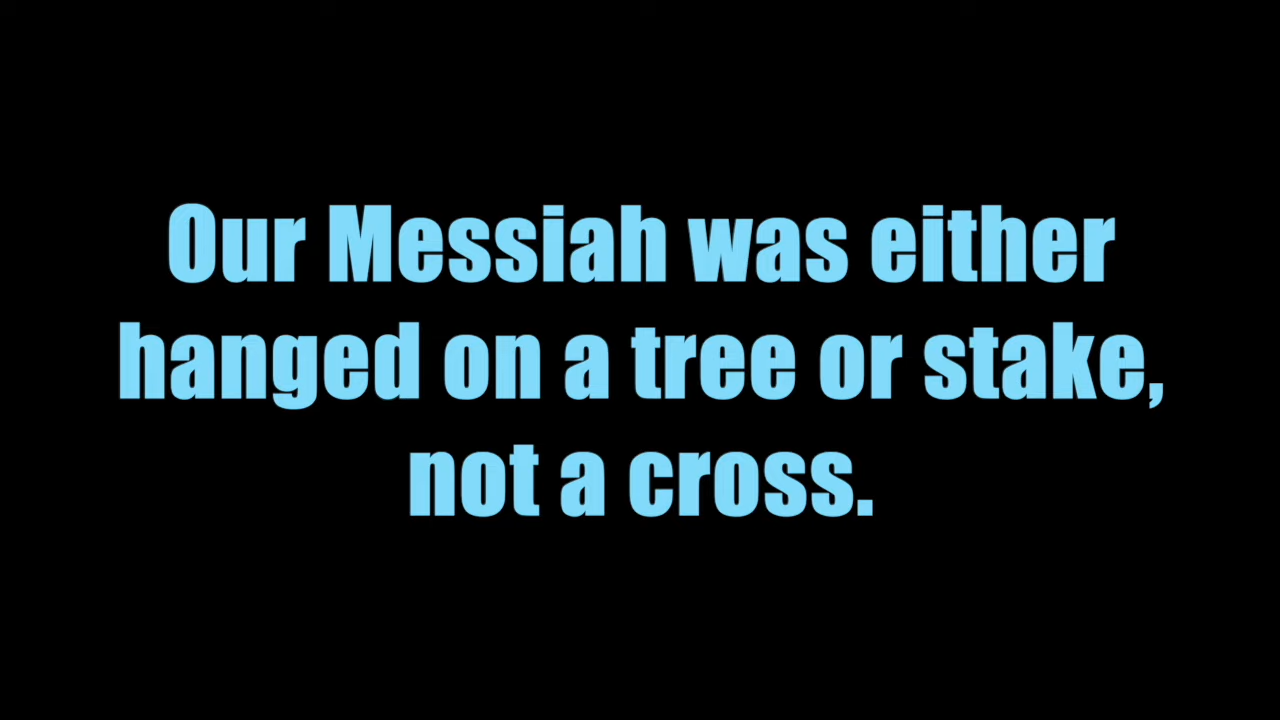 Our Messiah was either
hanged on a tree or stake,
not a cross.